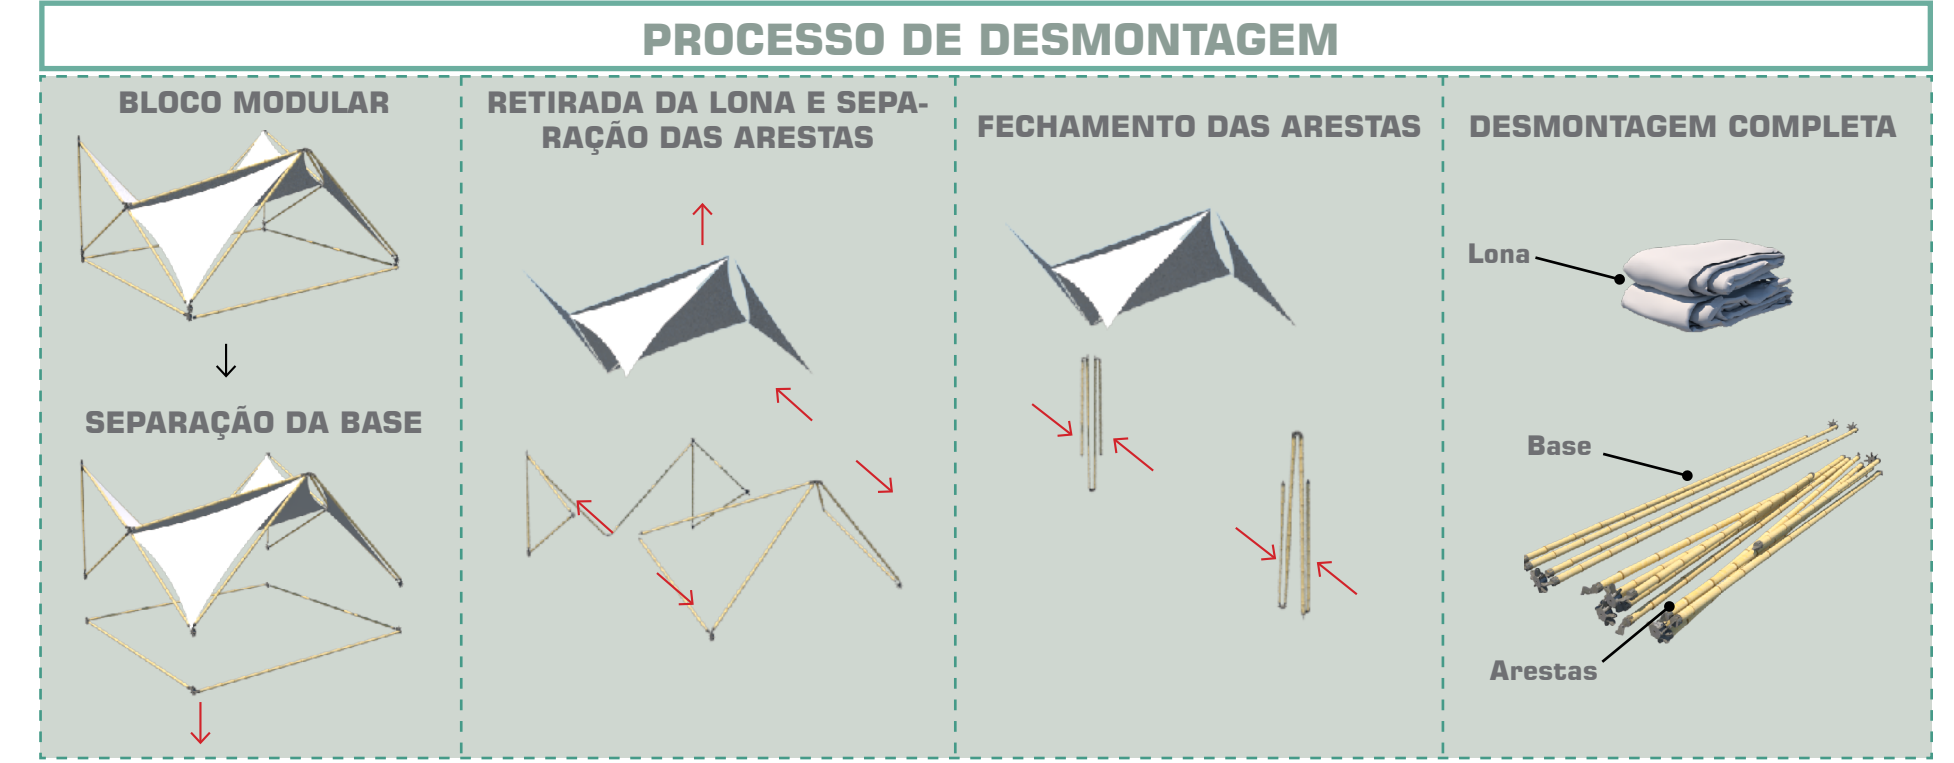 PROCESSO DE DESMONTAGEM
BLOCO MODULAR
SEPARAÇÃO DA BASE
RETIRADA DA LONA E SEPA-
RAÇÃO DAS ARESTAS
FECHAMENTO DAS ARESTAS
DESMONTAGEM COMPLETA
Lona
Base
Arestas